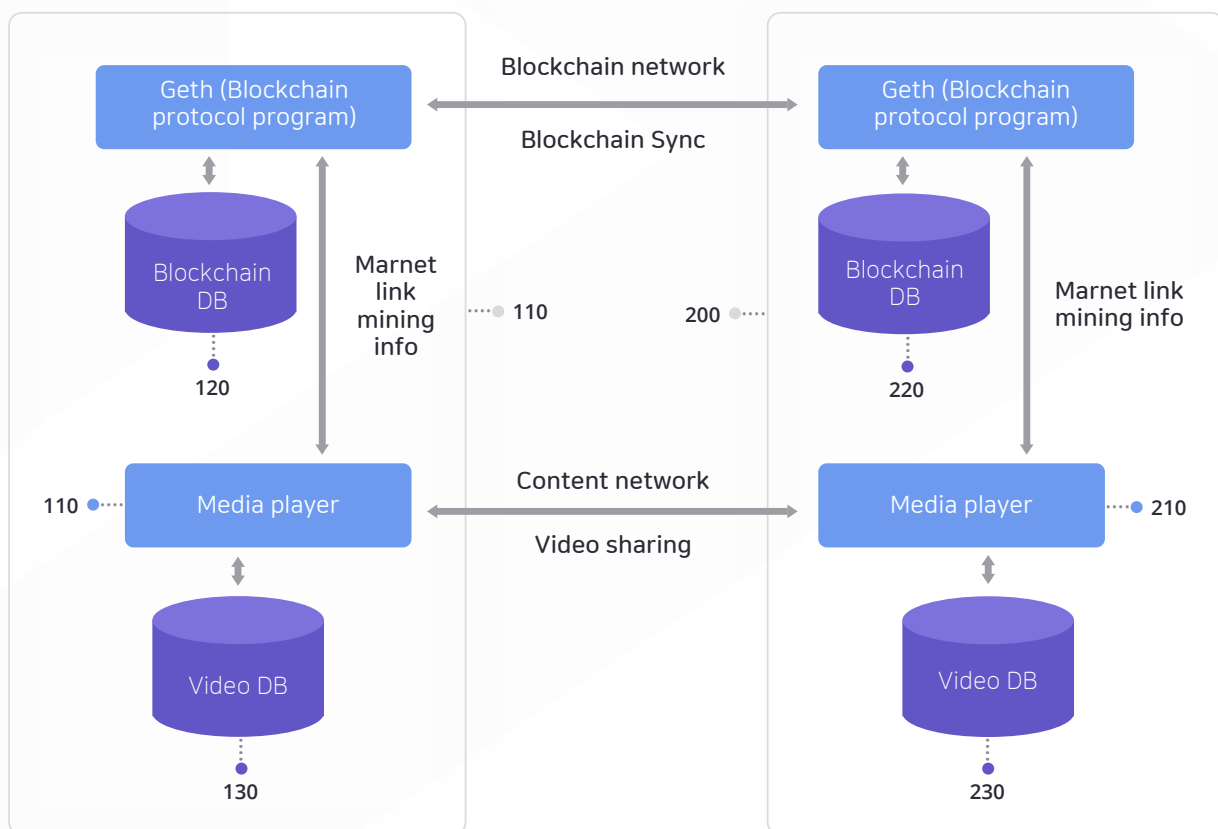 Geth (Blockchain
protocol program)
Blockchain network
Blockchain Sync
Geth (Blockchain
protocol program)
Blockchain
DB
120
Marnet
link
mining
info
110
200
Blockchain
DB
220
Marnet link
mining info
110
Media player
Content network
Video sharing
Media player
210
Video DB
130
Video DB
230